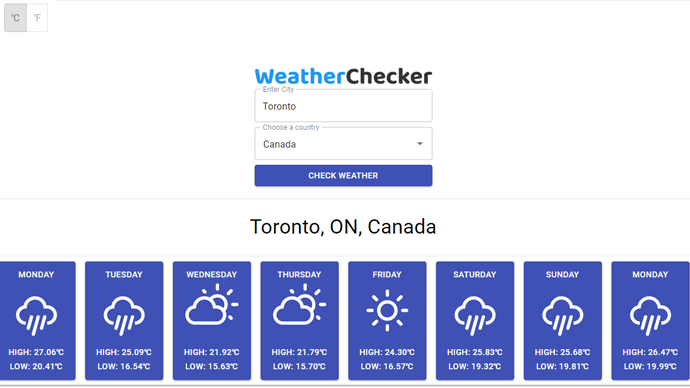 ℃ ℉
WeatherChecker
Enter City
Toronto
Choose a country
Canada
CHECK WEATHER
Toronto, ON, Canada
MONDAY TUESDAY WEDNESDAY THURSDAY FRIDAY SATURDAY SUNDAY MONDAY
HIGH: 27.06℃ HIGH: 25.09℃ HIGH: 21.92℃ HIGH: 21.79℃ HIGH: 24.30℃ HIGH: 25.83℃ HIGH: 25.68℃ HIGH: 26.47℃
LOW: 20.41℃ LOW: 16.54℃ LOW: 15.63℃ LOW: 15.70℃ LOW: 16.57℃ LOW: 19.32℃ LOW: 19.81℃ LOW: 19.99℃